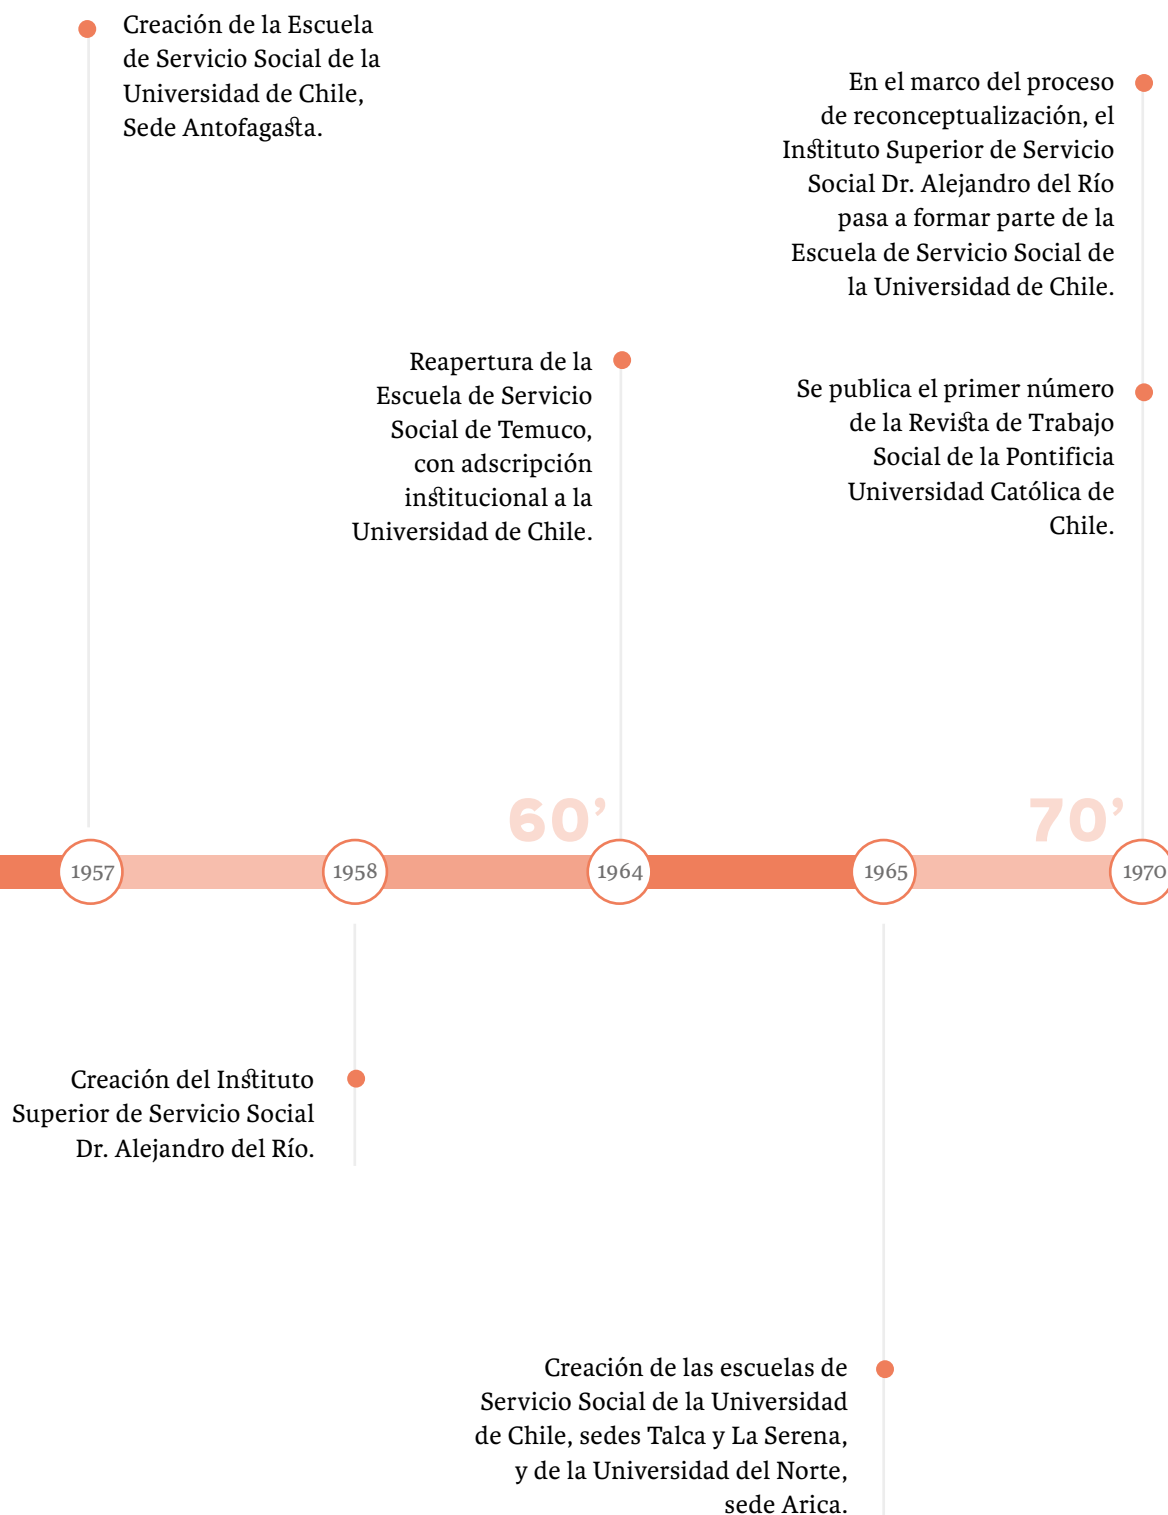 Creación de la Escuela
de Servicio Social de la
Universidad de Chile,
Sede Antofagasta.
En el marco del proceso
de reconceptualización, el
Instituto Superior de Servicio
Social Dr. Alejandro del Río
pasa a formar parte de la
Escuela de Servicio Social de
la Universidad de Chile.
Reapertura de la
Escuela de Servicio
Social de Temuco,
con adscripción
institucional a la
Universidad de Chile.
Se publica el primer número
de la Revista de Trabajo
Social de la Pontificia
Universidad Católica de
Chile.
60’
70’
1957
1958
1964
1965
1970
Creación del Instituto
Superior de Servicio Social
Dr. Alejandro del Río.
Creación de las escuelas de
Servicio Social de la Universidad
de Chile, sedes Talca y La Serena,
y de la Universidad del Norte,
sede Arica.